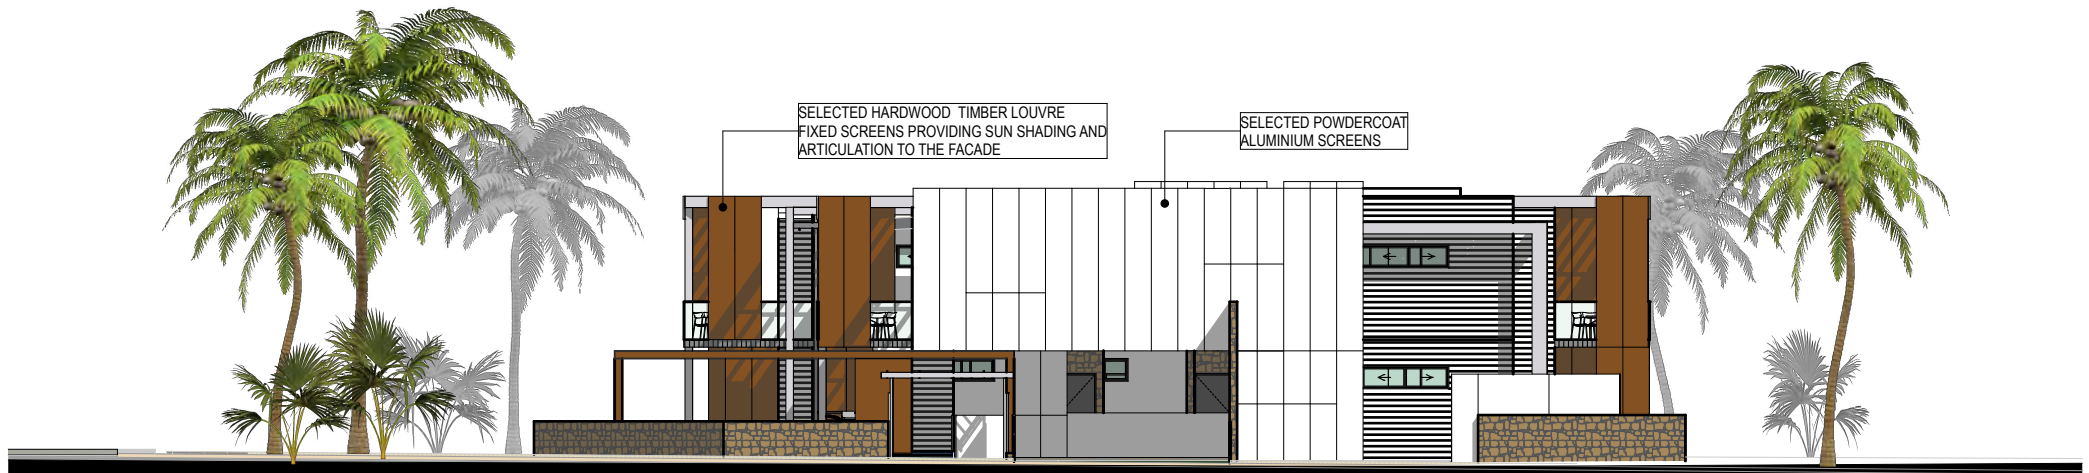 SELECTED HARDWOOD TIMBER LOUVRE
FIXED SCREENS PROVIDING SUN SHADING AND
ARTICULATION TO THE FACADE
SELECTED POWDERCOAT
ALUMINIUM SCREENS